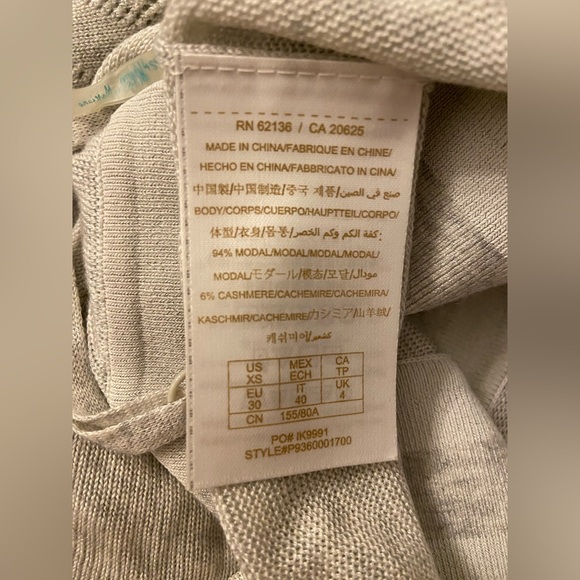 RN 62136 / CA 20625
MADE IN CHINA/FABRIQUE EN CHINE/
HECHO EN CHINA/FABBRICATO IN CINA/
中国製/中国制造/중국 제품/صنع في الصين/
BODY/CORPS/CUERPO/HAUPTTEIL/CORPO/
体型/衣身/몸통/كفة الكم وكم الخصر:
94% MODAL/MODAL/MODAL/MODAL/
MODAL/モダール/模态/모달/مودال
6% CASHMERE/CACHEMIRE/CACHEMIRA/
KASCHMIR/CACHEMIRE/カシミア/山羊绒/
캐쉬미어/كشمير
US XS MEX ECH CA TP
EU 30 IT 40 UK 4
CN 155/80A
PO# IK9991
STYLE#P9360001700